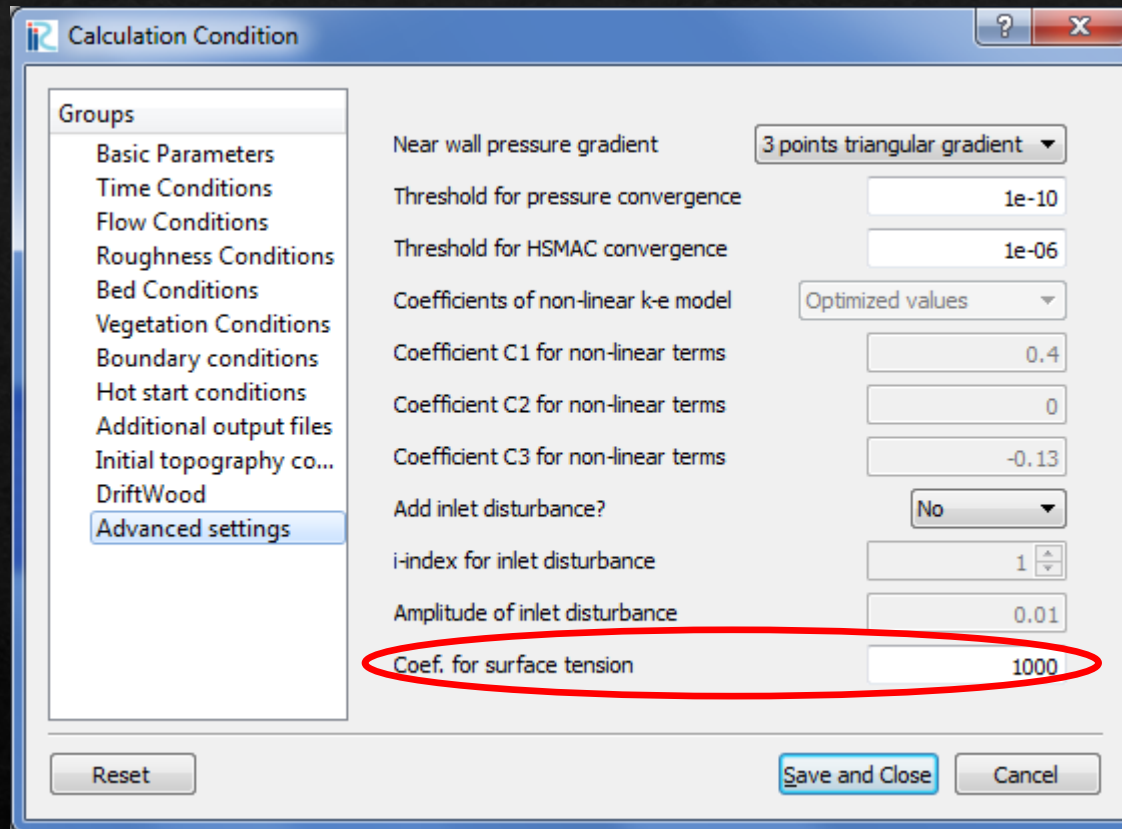 iRC Calculation Condition
Groups
Basic Parameters
Time Conditions
Flow Conditions
Roughness Conditions
Bed Conditions
Vegetation Conditions
Boundary conditions
Hot start conditions
Additional output files
Initial topography co...
DriftWood
Advanced settings
Near wall pressure gradient 3 points triangular gradient
Threshold for pressure convergence 1e-10
Threshold for HSMAC convergence 1e-06
Coefficients of non-linear k-e model Optimized values
Coefficient C1 for non-linear terms 0.4
Coefficient C2 for non-linear terms 0
Coefficient C3 for non-linear terms -0.13
Add inlet disturbance? No
i-index for inlet disturbance 1
Amplitude of inlet disturbance 0.01
Coef. for surface tension 1000
Reset Save and Close Cancel